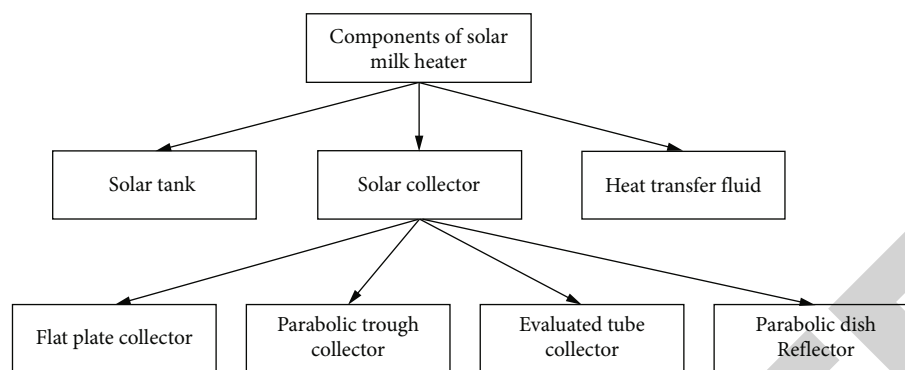 Components of solar
milk heater
Solar tank
Solar collector
Heat transfer fluid
Flat plate collector
Parabolic trough
collector
Evaluated tube
collector
Parabolic dish
Reflector